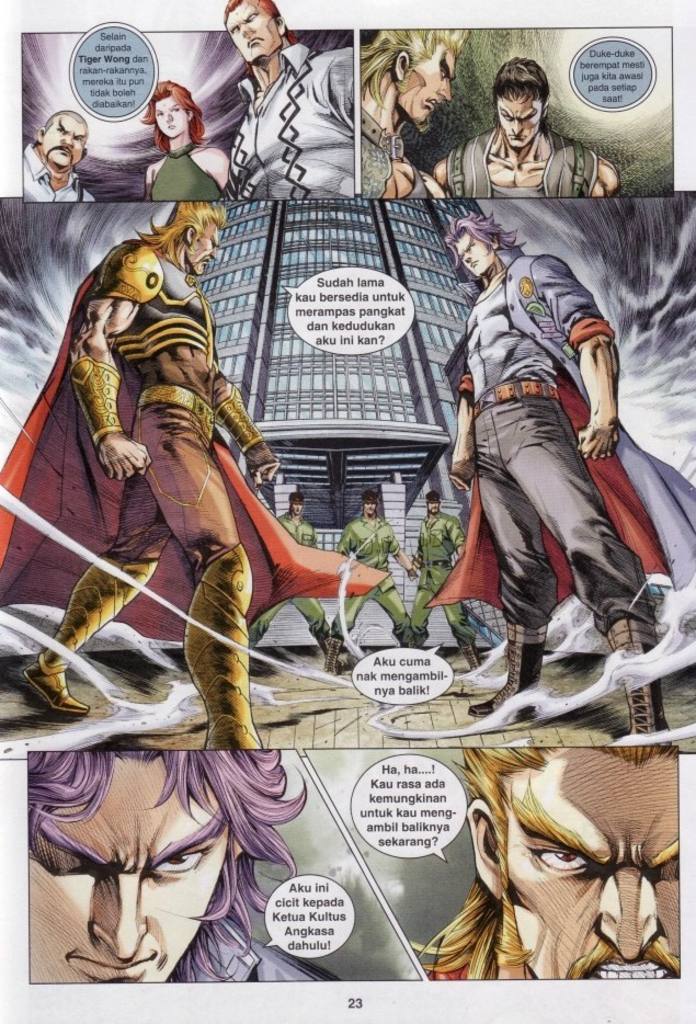 Selain
daripada
Tiger Wong dan
rakan-rakannya,
mereka itu pun
tidak boleh
diabaikan!
Duke-duke
berempat mesti
juga kita awasi
pada setiap
saat!
Sudah lama
kau bersedia untuk
merampas pangkat
dan kedudukan
aku ini kan?
Aku cuma
nak mengambil-
nya balik!
Aku ini
cicit kepada
Ketua Kultus
Angkasa
dahulu!
Ha, ha....!
Kau rasa ada
kemungkinan
untuk kau meng-
ambil baliknya
sekarang?
23